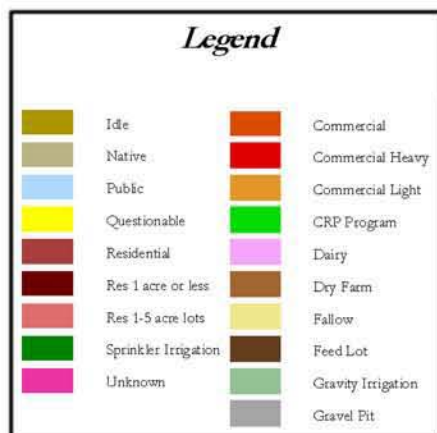 Legend
Idle
Native
Public
Questionable
Residential
Res 1 acre or less
Res 1-5 acre lots
Sprinkler Irrigation
Unknown
Commercial
Commercial Heavy
Commercial Light
CRP Program
Dairy
Dry Farm
Fallow
Feed Lot
Gravity Irrigation
Gravel Pit